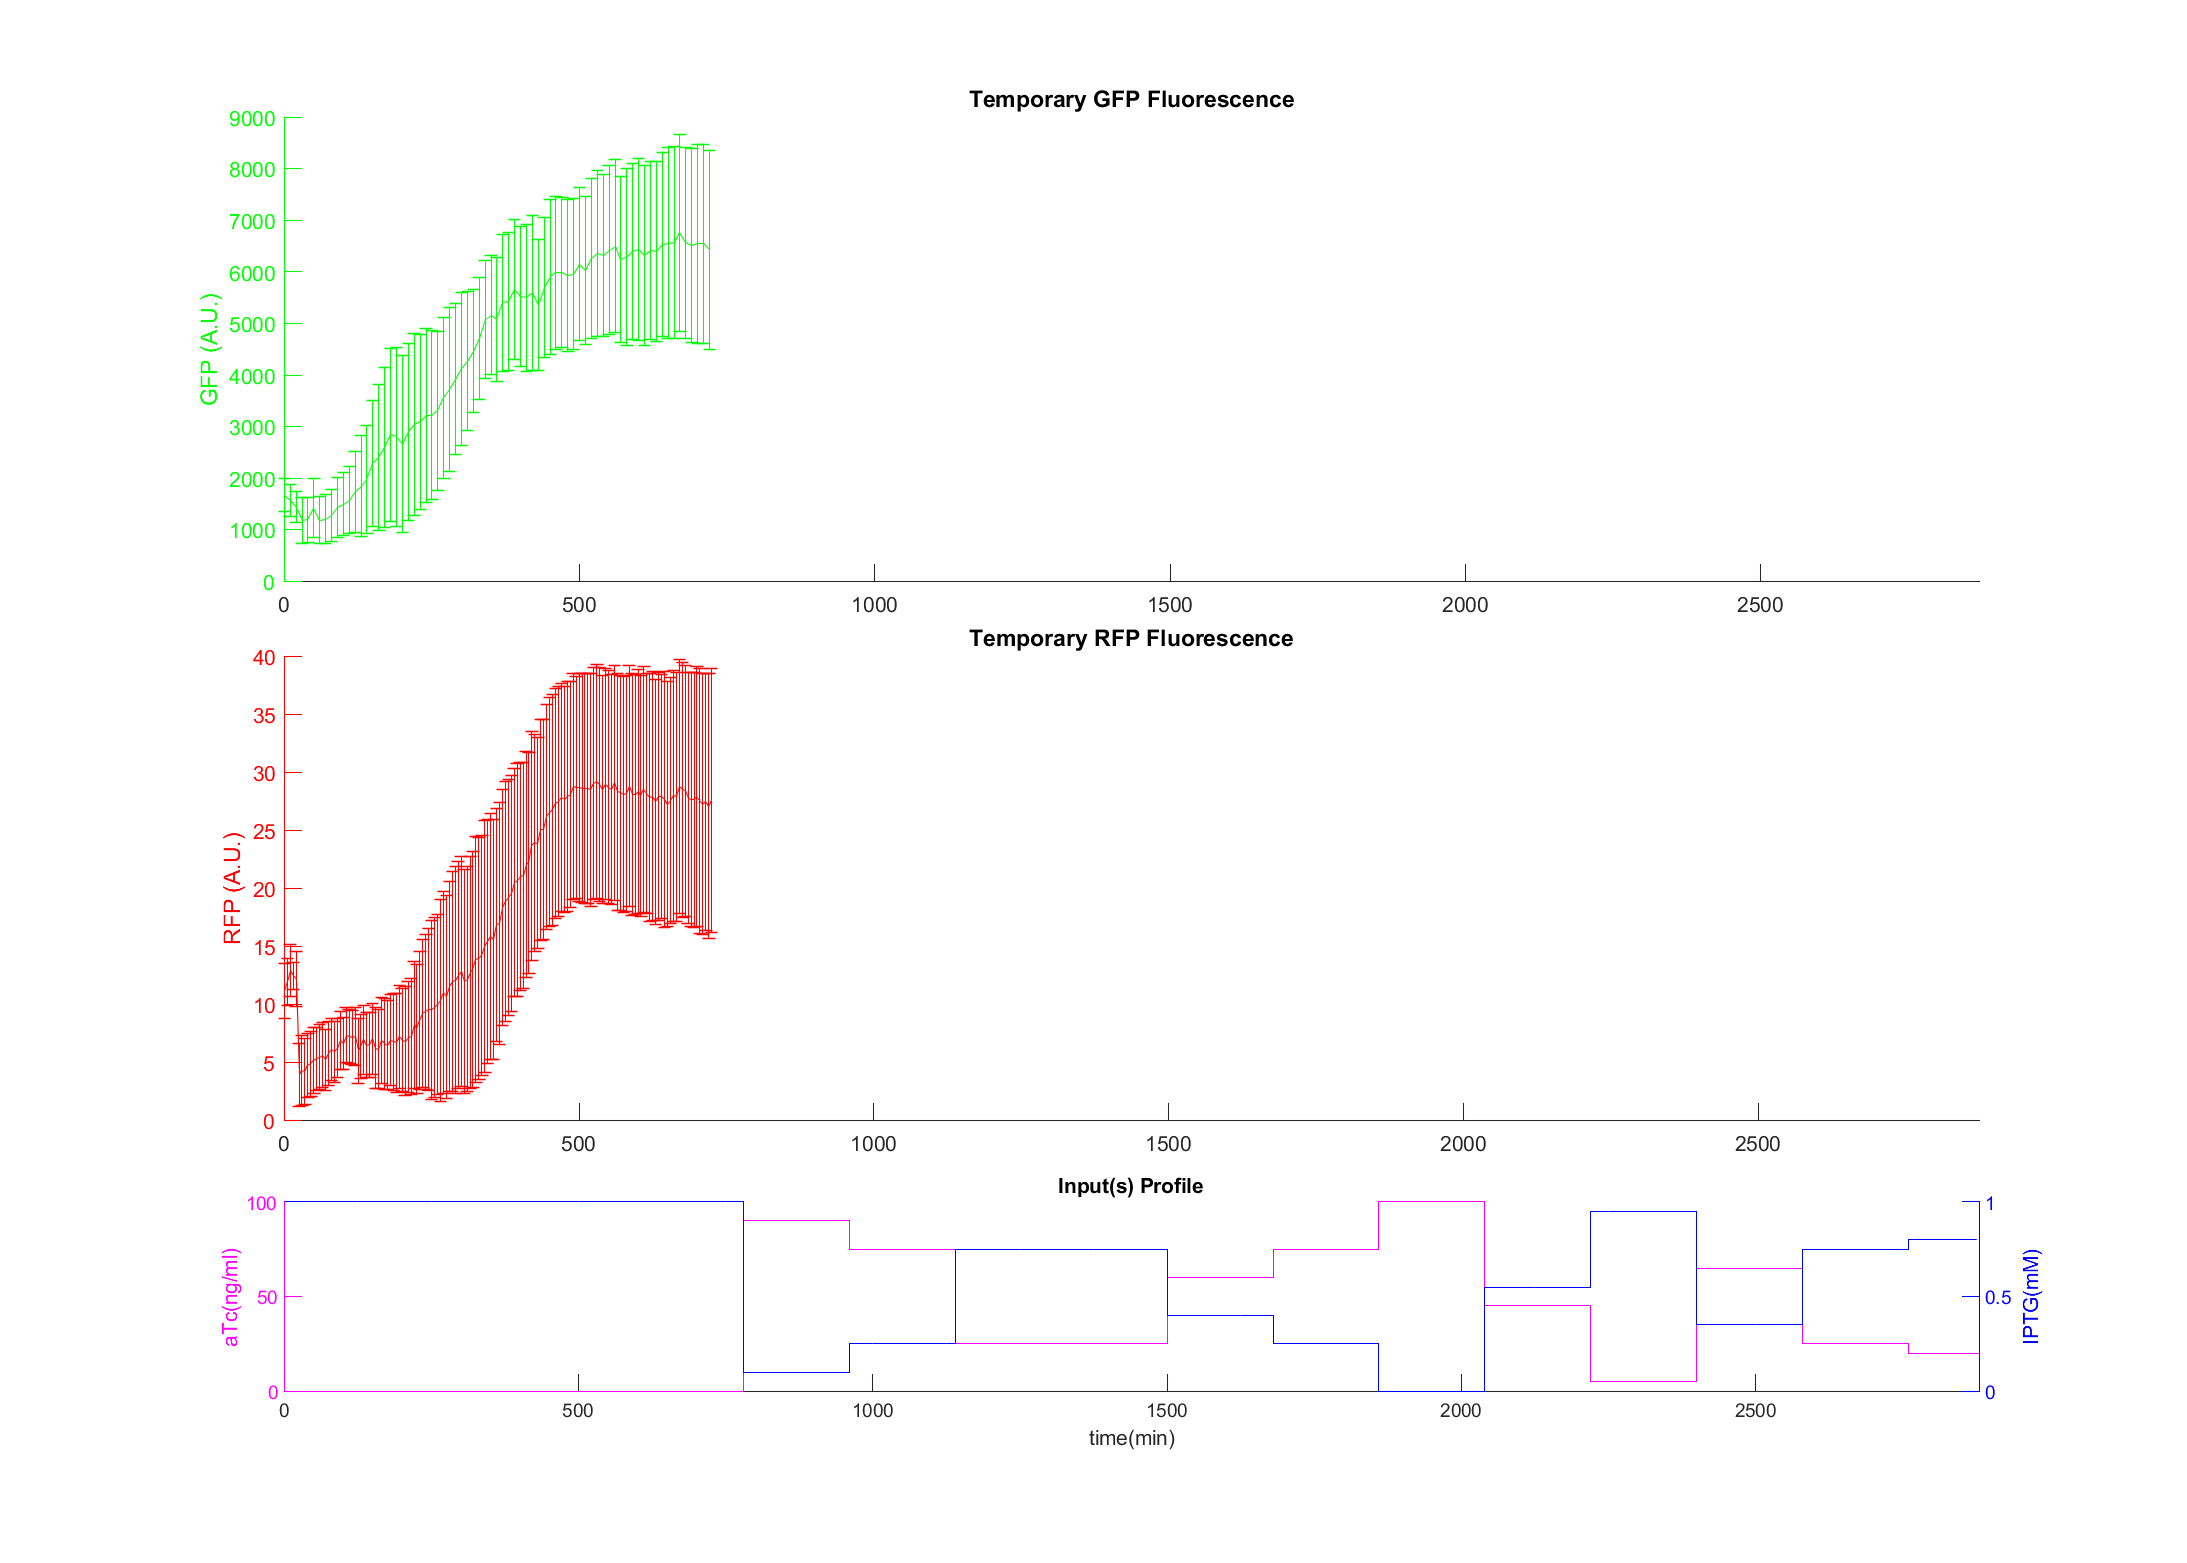 Temporary GFP Fluorescence
9000
8000
7000
6000
5000
4000
3000
2000
1000
0
GFP (A.U.)
0 500 1000 1500 2000 2500
Temporary RFP Fluorescence
40
35
30
25
20
15
10
5
0
RFP (A.U.)
0 500 1000 1500 2000 2500
Input(s) Profile
100
50
0
aTc(ng/ml)
1
0.5
0
IPTG(mM)
0 500 1000 1500 2000 2500
time(min)